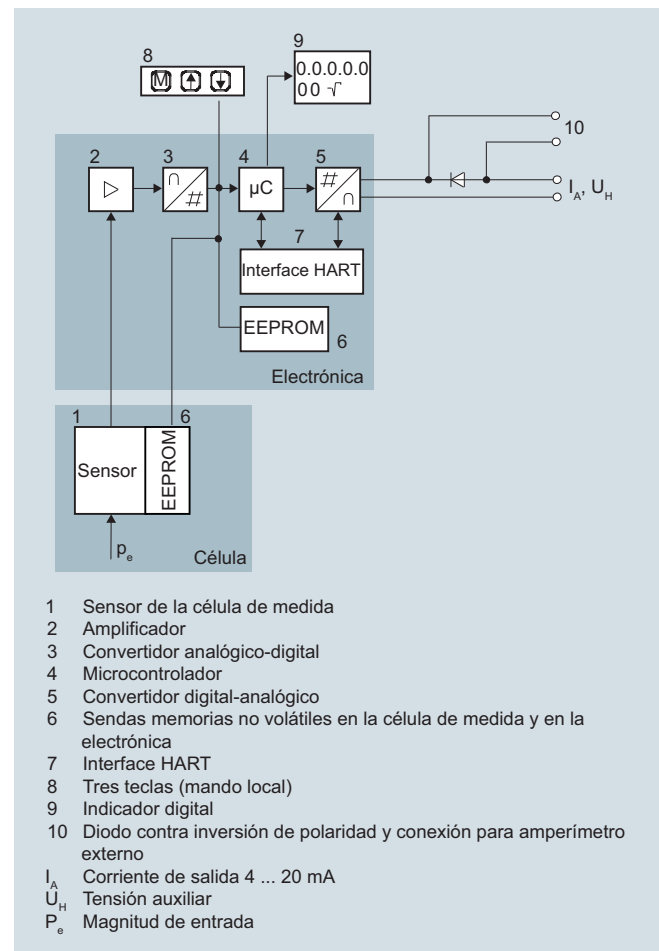 8
9
M
0.0.0.0.0
00 √
10
2
3
4
5
∩
#
µC
#
∩
I_A, U_H
7
Interface HART
EEPROM
6
Electrónica
1
6
Sensor
EEPROM
p_e
Célula
1 Sensor de la célula de medida
2 Amplificador
3 Convertidor analógico-digital
4 Microcontrolador
5 Convertidor digital-analógico
6 Sendas memorias no volátiles en la célula de medida y en la
electrónica
7 Interface HART
8 Tres teclas (mando local)
9 Indicador digital
10 Diodo contra inversión de polaridad y conexión para amperímetro
externo
I_A Corriente de salida 4 ... 20 mA
U_H Tensión auxiliar
P_e Magnitud de entrada